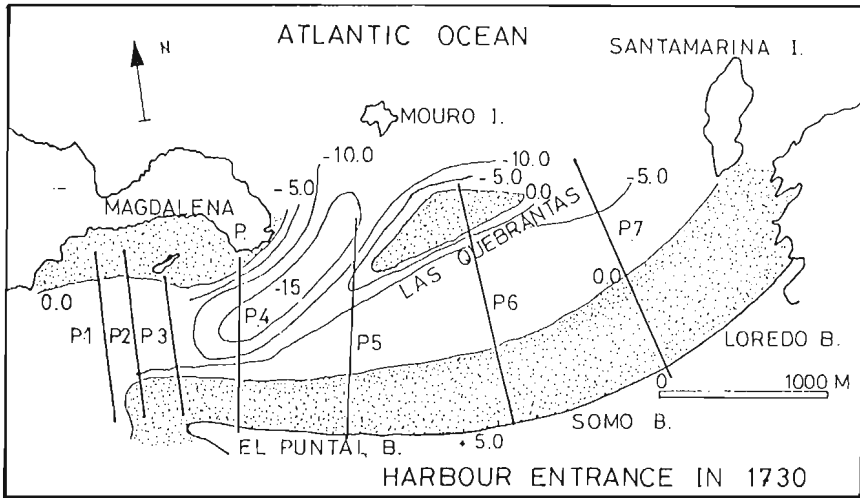 ATLANTIC OCEAN
SANTAMARINA I.
N
MOURO I.
-10.0
-10.0
-5.0
-5.0
-5.0
0.0
MAGDALENA
P.
LAS QUEBRANTAS
P7
-15
0.0
0.0
P1
P2
P3
P4
P5
P6
LOREDO B.
0
1000 M
SOMO B.
EL PUNTAL B.
+5.0
HARBOUR ENTRANCE IN 1730